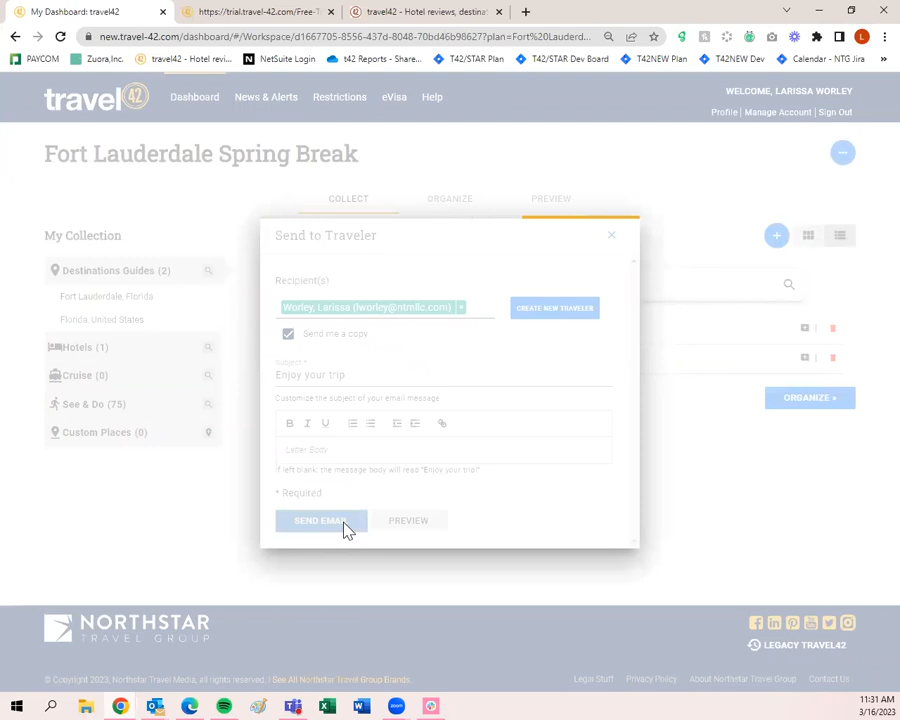 My Dashboard: travel42
https://trial.travel-42.com/Free-T
travel42 - Hotel reviews, destinat
new.travel-42.com/dashboard/#/Workspace/d1667705-8556-437d-8048-70bd46b98627?plan=Fort%20Lauderd...
PAYCOM
Zuora,Inc.
travel42 - Hotel revi...
NetSuite Login
t42 Reports - Share...
T42/STAR Plan
T42/STAR Dev Board
T42NEW Plan
T42NEW Dev
Calendar - NTG Jira
»
travel 42
Dashboard
News & Alerts
Restrictions
eVisa
Help
WELCOME, LARISSA WORLEY
Profile | Manage Account | Sign Out
Fort Lauderdale Spring Break
COLLECT
ORGANIZE
PREVIEW
My Collection
Destinations Guides (2)
Fort Lauderdale, Florida
Florida, United States
Hotels (1)
Cruise (0)
See & Do (75)
Custom Places (0)
ORGANIZE »
Send to Traveler
Recipient(s)
Worley, Larissa (lworley@ntmllc.com)
CREATE NEW TRAVELER
Send me a copy
Subject *
Enjoy your trip
Customize the subject of your email message
B I U
Letter Body
If left blank: the message body will read "Enjoy your trip!"
* Required
SEND EMAIL
PREVIEW
NORTHSTAR
TRAVEL GROUP
LEGACY TRAVEL42
© Copyright 2023, Northstar Travel Media, All rights reserved. | See All Northstar Travel Group Brands.
Legal Stuff
Privacy Policy
About Northstar Travel Group
Contact Us
11:31 AM
3/16/2023